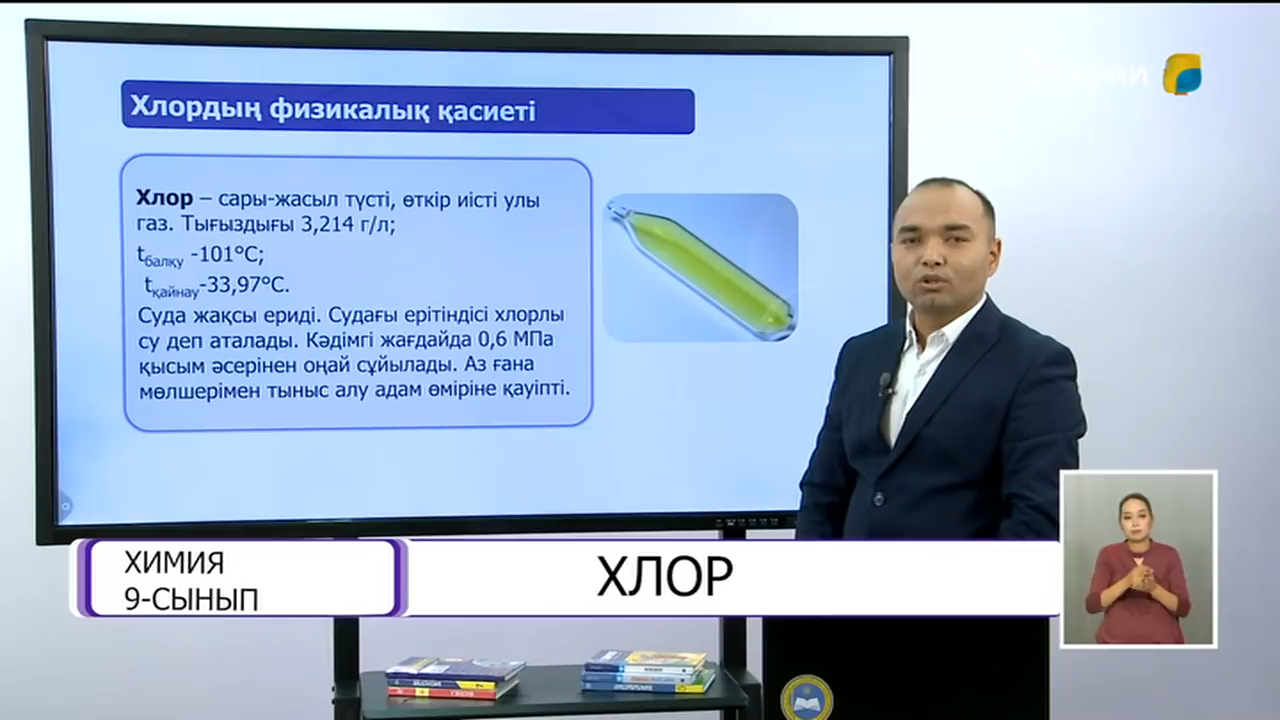 Хлордың физикалық қасиеті
Хлор – сары-жасыл түсті, өткір иісті улы
газ. Тығыздығы 3,214 г/л;
tбалқу -101°С;
tқайнау-33,97°С.
Суда жақсы ериді. Судағы ерітіндісі хлорлы
су деп аталады. Кәдімгі жағдайда 0,6 МПа
қысым әсерінен оңай сұйылады. Аз ғана
мөлшерімен тыныс алу адам өміріне қауіпті.
ХИМИЯ
9-СЫНЫП
ХЛОР